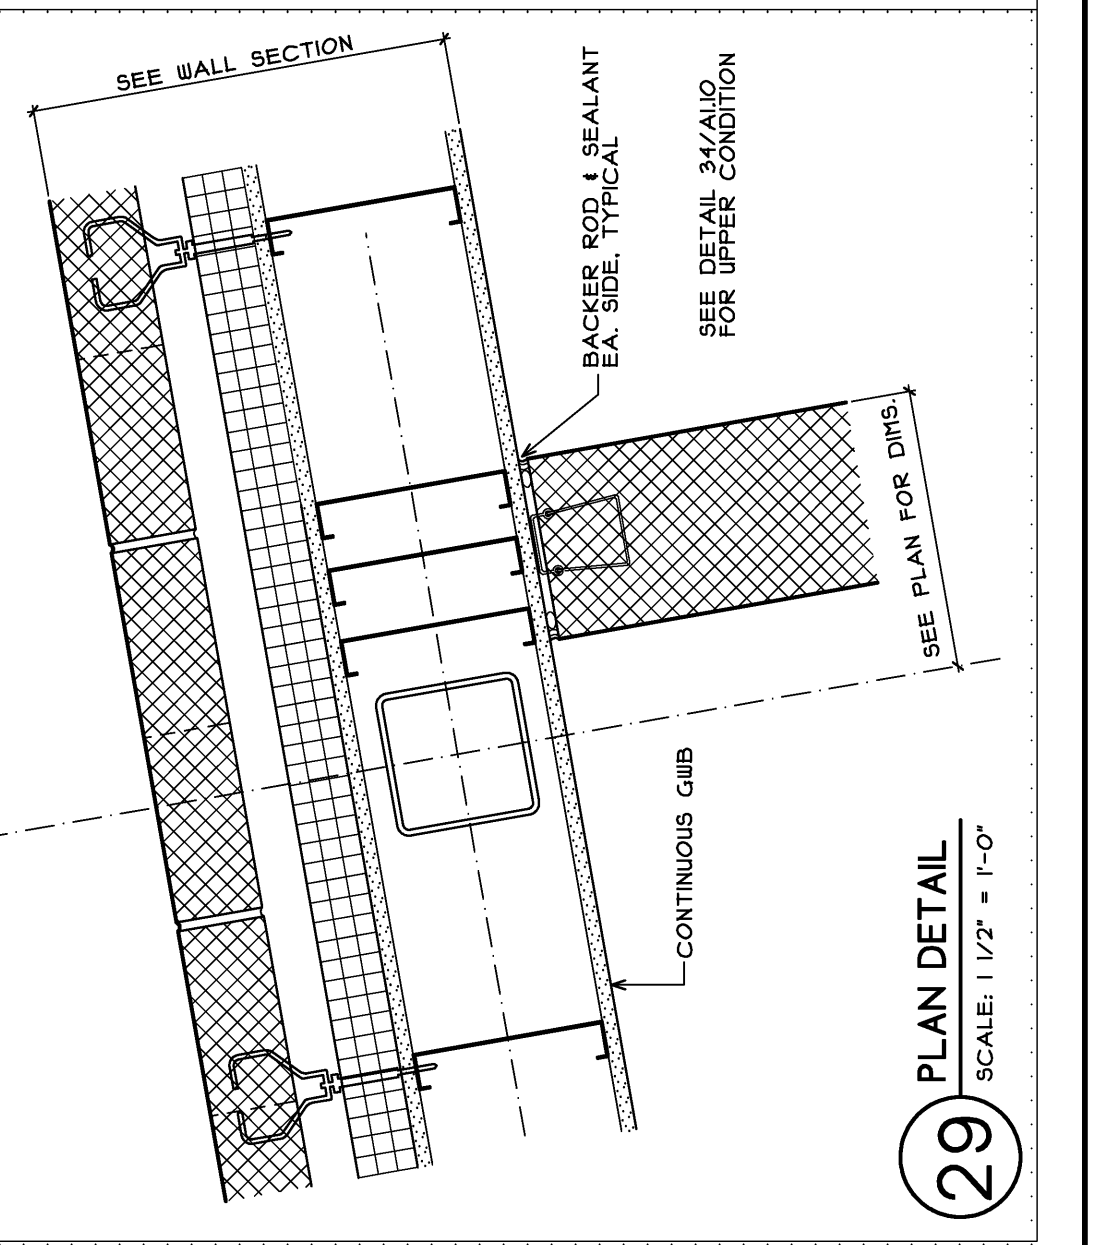 SEE WALL SECTION
BACKER ROD & SEALANT
EA. SIDE, TYPICAL
SEE DETAIL 34/A1.10
FOR UPPER CONDITION
SEE PLAN FOR DIMS.
CONTINUOUS GWB
29
PLAN DETAIL
SCALE: 1 1/2" = 1'-0"